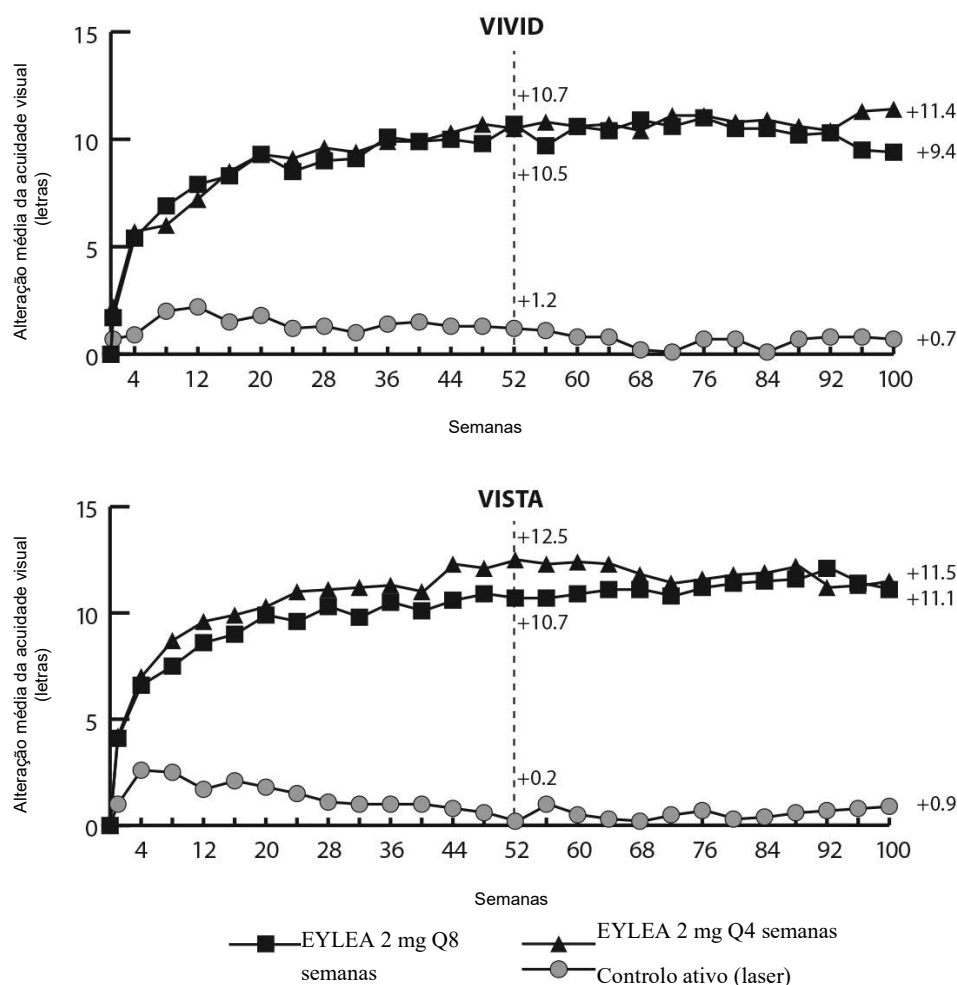 VIVID
Alteração média da acuidade visual
(letras)
15
10
5
0
+10.7
+10.5
+1.2
+11.4
+9.4
+0.7
4 12 20 28 36 44 52 60 68 76 84 92 100
Semanas
VISTA
Alteração média da acuidade visual
(letras)
15
10
5
0
+12.5
+10.7
+0.2
+11.5
+11.1
+0.9
4 12 20 28 36 44 52 60 68 76 84 92 100
Semanas
EYLEA 2 mg Q8
semanas
EYLEA 2 mg Q4 semanas
Controlo ativo (laser)